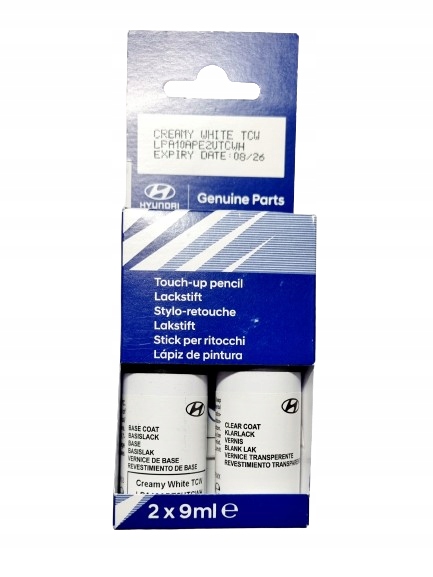 CREAMY WHITE TCW
LPA10APE2UTCWH
EXPIRY DATE 08/26
HYUNDAI
Genuine Parts
Touch-up pencil
Lackstift
Stylo-retouche
Lakstift
Stick per ritocchi
Lápiz de pintura
BASE COAT
BASISLACK
BASE
BASISLAK
VERNICE DE BASE
REVESTIMIENTO DE BASE
Creamy White TCW
CLEAR COAT
KLARLACK
VERNIS
BLANK LAK
VERNICE TRANSPERENTE
REVESTIMIENTO
2 x 9ml e